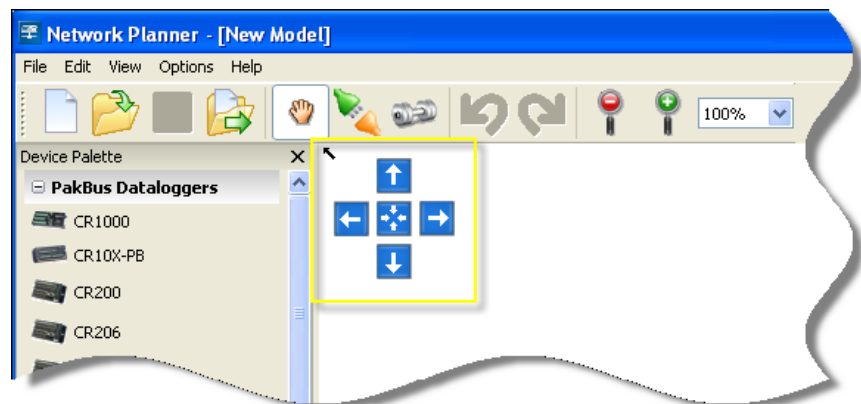 Network Planner - [New Model]
File Edit View Options Help
100%
Device Palette X
PakBus Dataloggers
CR1000
CR10X-PB
CR200
CR206